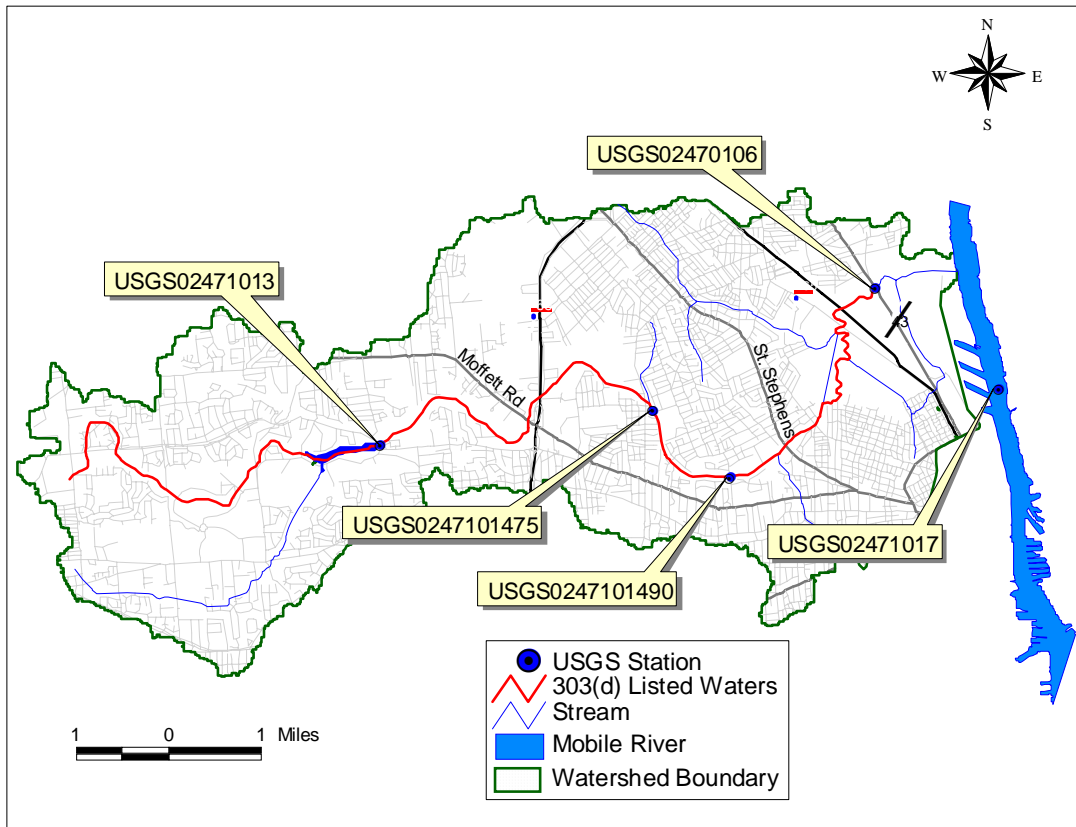 N
W E
S
USGS02470106
USGS02471013
Moffett Rd
St. Stephens
USGS0247101475
USGS02471017
USGS0247101490
USGS Station
303(d) Listed Waters
Stream
Mobile River
Watershed Boundary
1 0 1 Miles